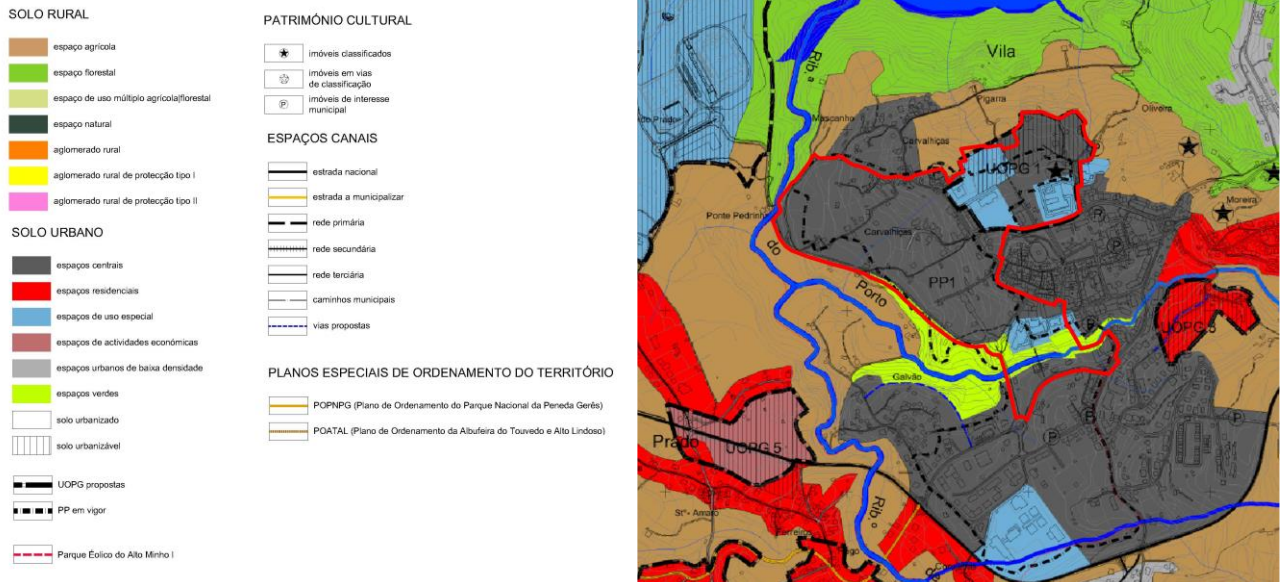 SOLO RURAL
espaço agrícola
espaço florestal
espaço de uso múltiplo agrícola|florestal
espaço natural
aglomerado rural
aglomerado rural de protecção tipo I
aglomerado rural de protecção tipo II
SOLO URBANO
espaços centrais
espaços residenciais
espaços de uso especial
espaços de actividades económicas
espaços urbanos de baixa densidade
espaços verdes
solo urbanizado
solo urbanizável
UOPG propostas
PP em vigor
Parque Éolico do Alto Minho I
PATRIMÓNIO CULTURAL
imóveis classificados
imóveis em vias
de classificação
P
imóveis de interesse
municipal
ESPAÇOS CANAIS
estrada nacional
estrada a municipalizar
rede primária
rede secundária
rede terciária
caminhos municipais
vias propostas
PLANOS ESPECIAIS DE ORDENAMENTO DO TERRITÓRIO
POPNPG (Plano de Ordenamento do Parque Nacional da Peneda Gerês)
POATAL (Plano de Ordenamento da Albufeira do Touvedo e Alto Lindoso)
Vila
Rib.ª
Pigarra
Oliveira
do Prado
Mascanho
Carvalhiças
UOPG 1
Moreira
Ponte Pedrinha
Carvalhiças
R
P
do
PP1
Porto
UOPG 6
Galvão
P
P
Prado
UOPG 5
Stº- Amaro
Rib.º